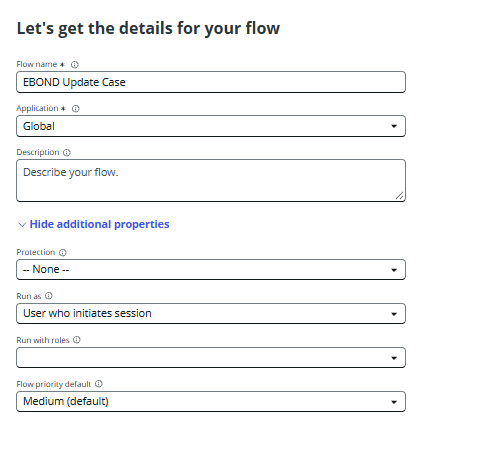 Let's get the details for your flow
Flow name *
EBOND Update Case
Application *
Global
Description
Describe your flow.
Hide additional properties
Protection
-- None --
Run as
User who initiates session
Run with roles
Flow priority default
Medium (default)